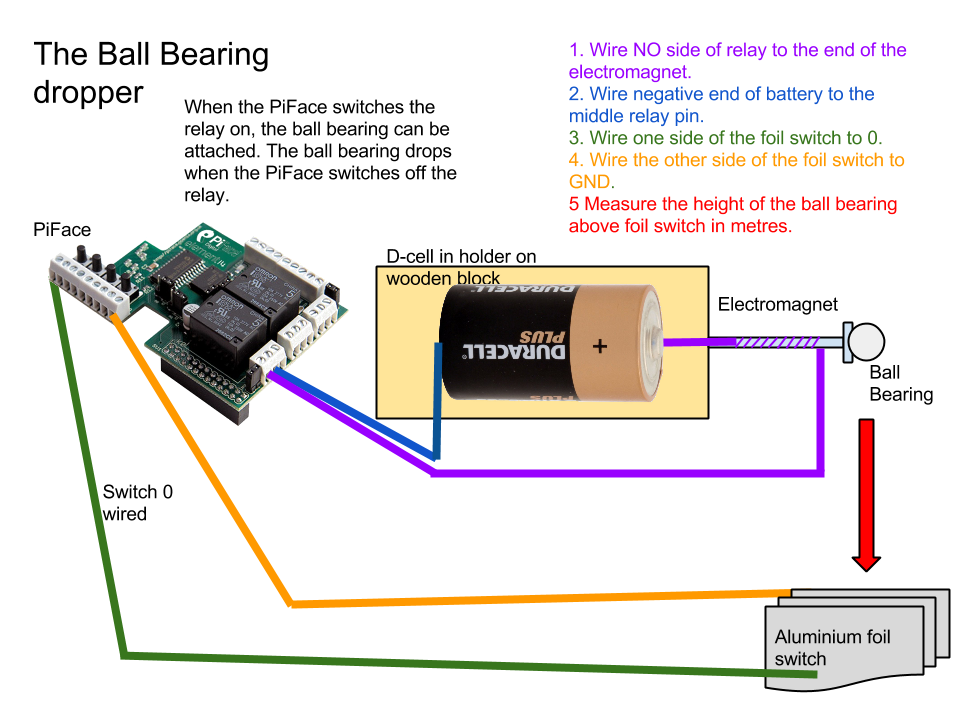 The Ball Bearing
dropper
When the PiFace switches the
relay on, the ball bearing can be
attached. The ball bearing drops
when the PiFace switches off the
relay.
1. Wire NO side of relay to the end of the
electromagnet.
2. Wire negative end of battery to the
middle relay pin.
3. Wire one side of the foil switch to 0.
4. Wire the other side of the foil switch to
GND.
5 Measure the height of the ball bearing
above foil switch in metres.
PiFace
D-cell in holder on
wooden block
DURACELL
DURACELL
PLUS
+
PLUS
Electromagnet
Ball
Bearing
Switch 0
wired
Aluminium foil
switch